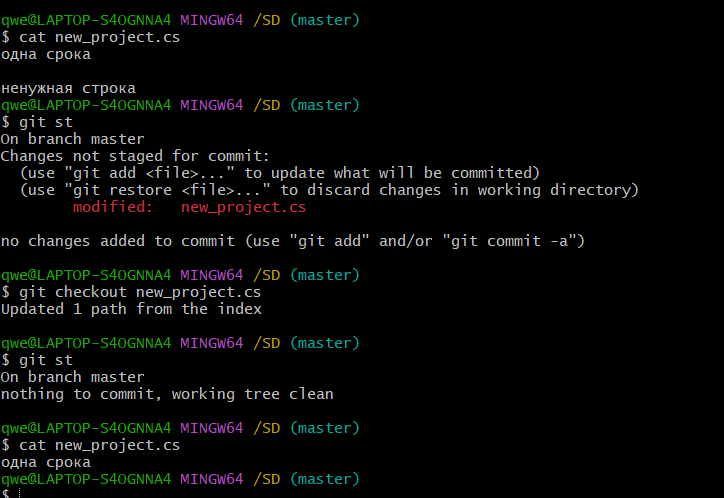 qwe@LAPTOP-S4OGNNA4 MINGW64 /SD (master)
$ cat new_project.cs
одна срока

ненужная строка
qwe@LAPTOP-S4OGNNA4 MINGW64 /SD (master)
$ git st
On branch master
Changes not staged for commit:
  (use "git add <file>..." to update what will be committed)
  (use "git restore <file>..." to discard changes in working directory)
        modified:   new_project.cs

no changes added to commit (use "git add" and/or "git commit -a")

qwe@LAPTOP-S4OGNNA4 MINGW64 /SD (master)
$ git checkout new_project.cs
Updated 1 path from the index

qwe@LAPTOP-S4OGNNA4 MINGW64 /SD (master)
$ git st
On branch master
nothing to commit, working tree clean

qwe@LAPTOP-S4OGNNA4 MINGW64 /SD (master)
$ cat new_project.cs
одна срока
qwe@LAPTOP-S4OGNNA4 MINGW64 /SD (master)
$